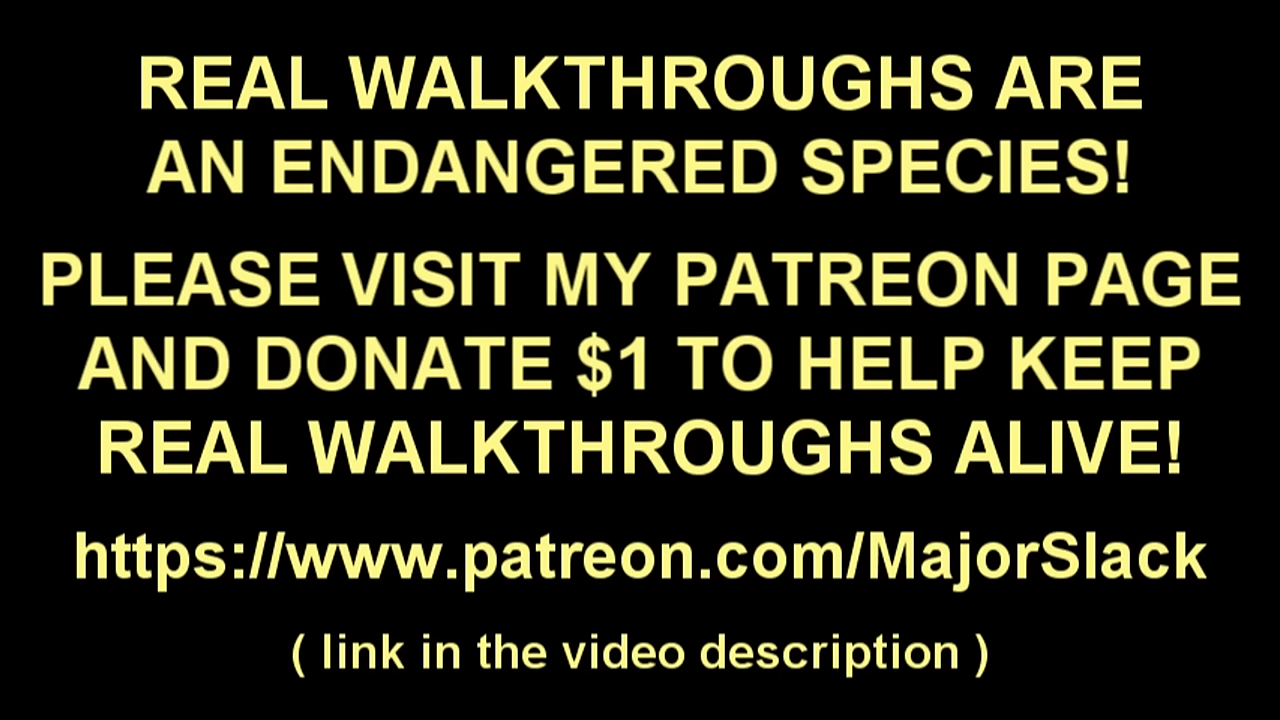 REAL WALKTHROUGHS ARE
AN ENDANGERED SPECIES!
PLEASE VISIT MY PATREON PAGE
AND DONATE $1 TO HELP KEEP
REAL WALKTHROUGHS ALIVE!
https://www.patreon.com/MajorSlack
( link in the video description )